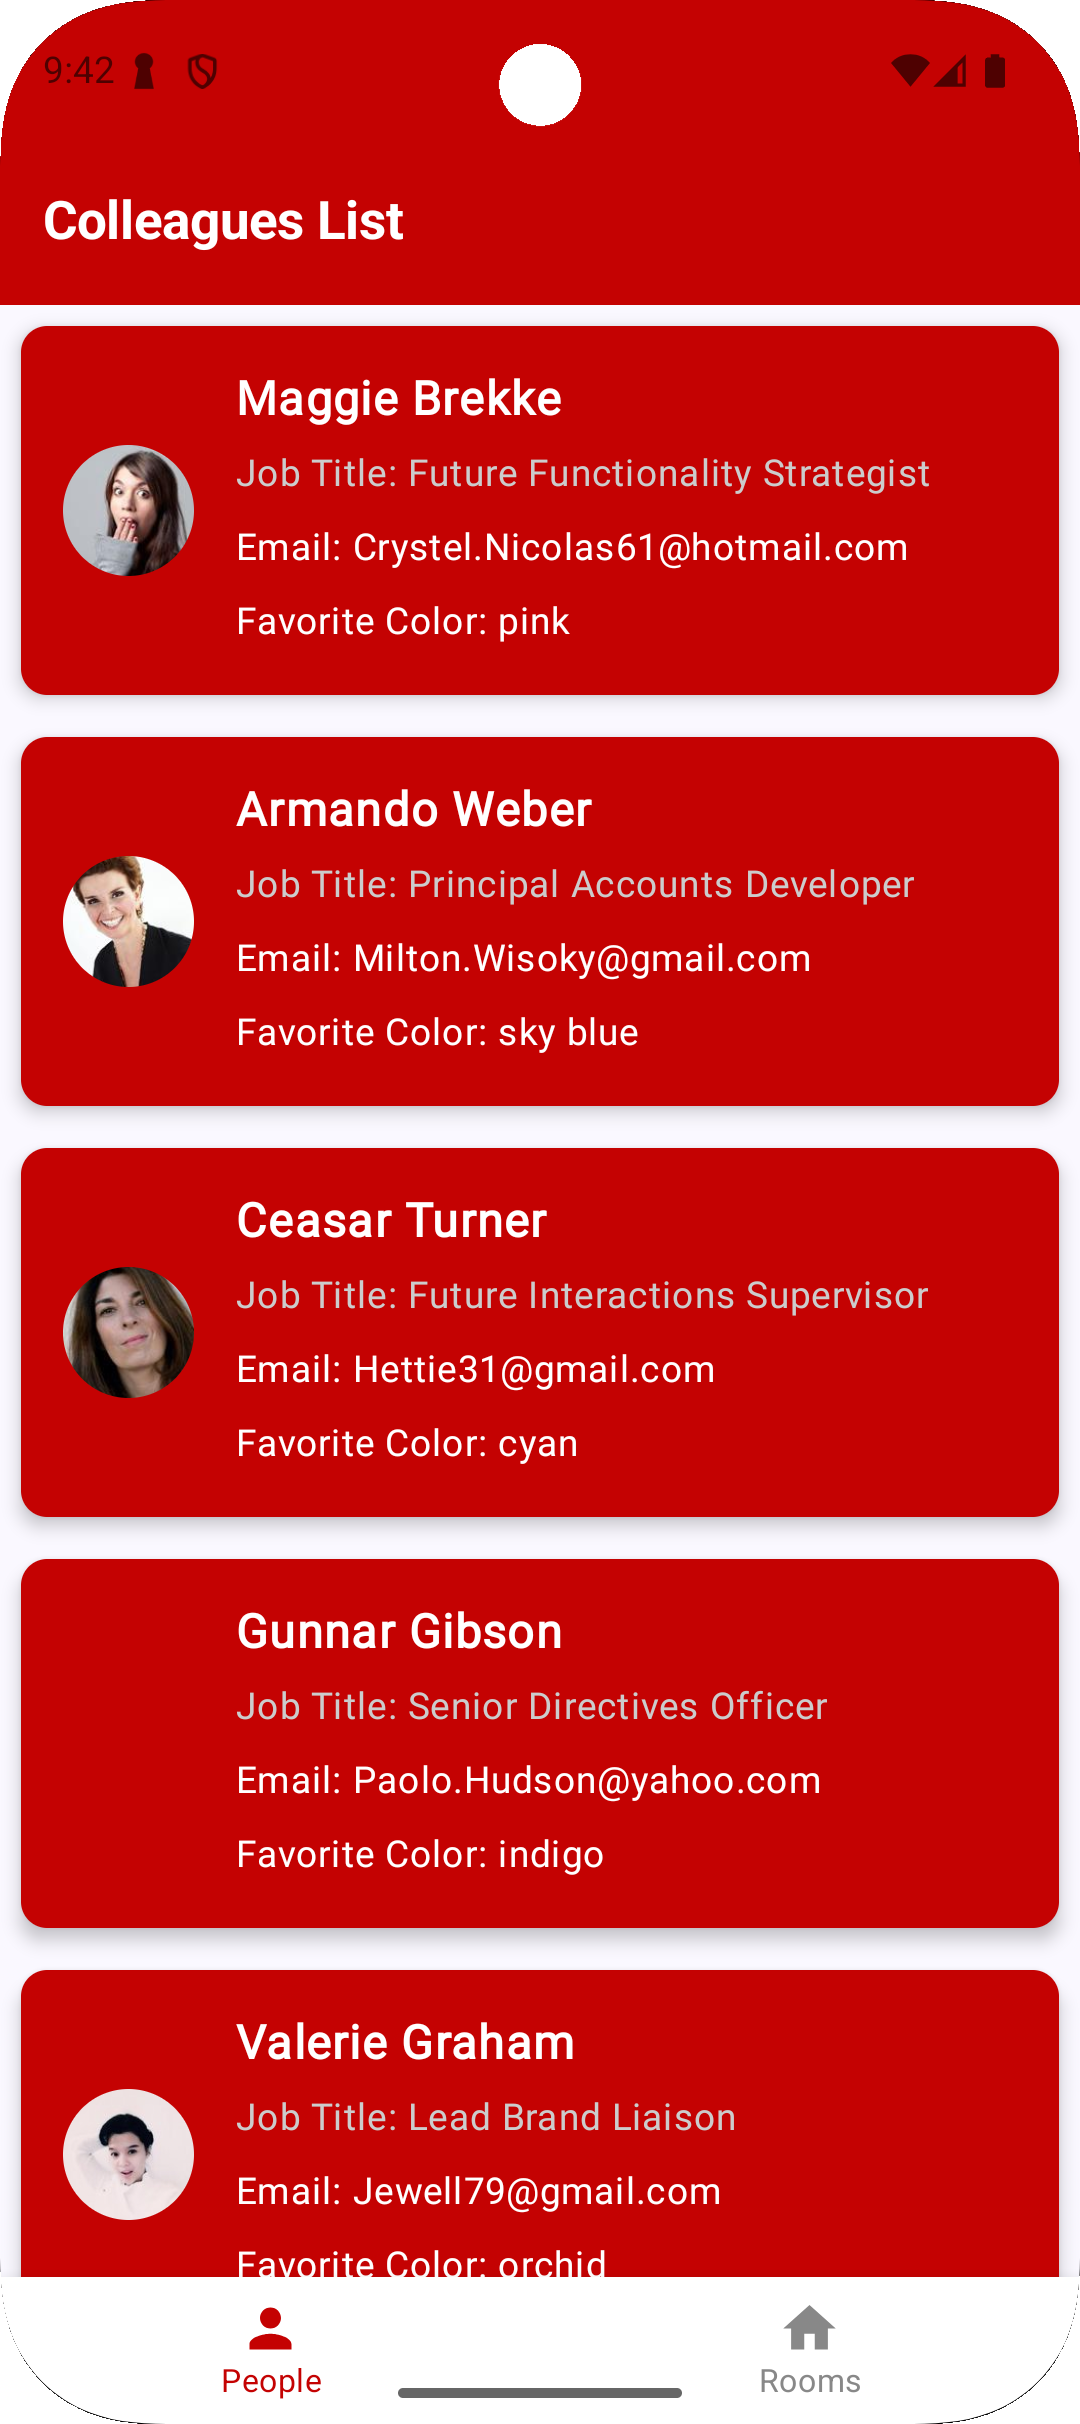 9:42
Colleagues List
Maggie Brekke
Job Title: Future Functionality Strategist
Email: Crystel.Nicolas61@hotmail.com
Favorite Color: pink
Armando Weber
Job Title: Principal Accounts Developer
Email: Milton.Wisoky@gmail.com
Favorite Color: sky blue
Ceasar Turner
Job Title: Future Interactions Supervisor
Email: Hettie31@gmail.com
Favorite Color: cyan
Gunnar Gibson
Job Title: Senior Directives Officer
Email: Paolo.Hudson@yahoo.com
Favorite Color: indigo
Valerie Graham
Job Title: Lead Brand Liaison
Email: Jewell79@gmail.com
Favorite Color: orchid
People
Rooms